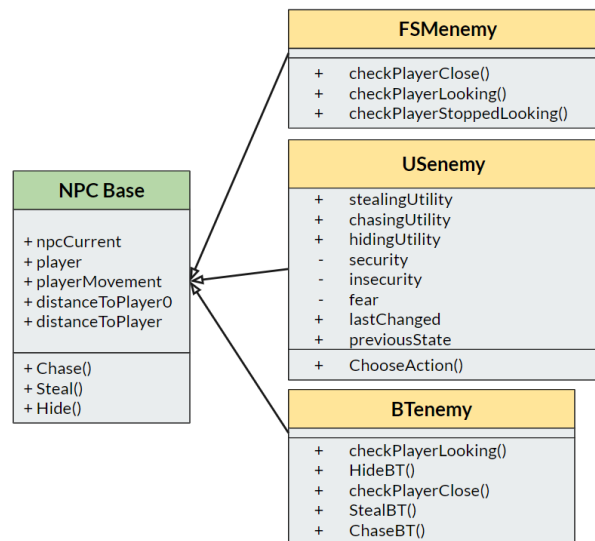 FSMenemy
+ checkPlayerClose()
+ checkPlayerLooking()
+ checkPlayerStoppedLooking()
NPC Base
+ npcCurrent
+ player
+ playerMovement
+ distanceToPlayer0
+ distanceToPlayer
+ Chase()
+ Steal()
+ Hide()
USenemy
+ stealingUtility
+ chasingUtility
+ hidingUtility
- security
- insecurity
- fear
+ lastChanged
+ previousState
+ ChooseAction()
BTenemy
+ checkPlayerLooking()
+ HideBT()
+ checkPlayerClose()
+ StealBT()
+ ChaseBT()